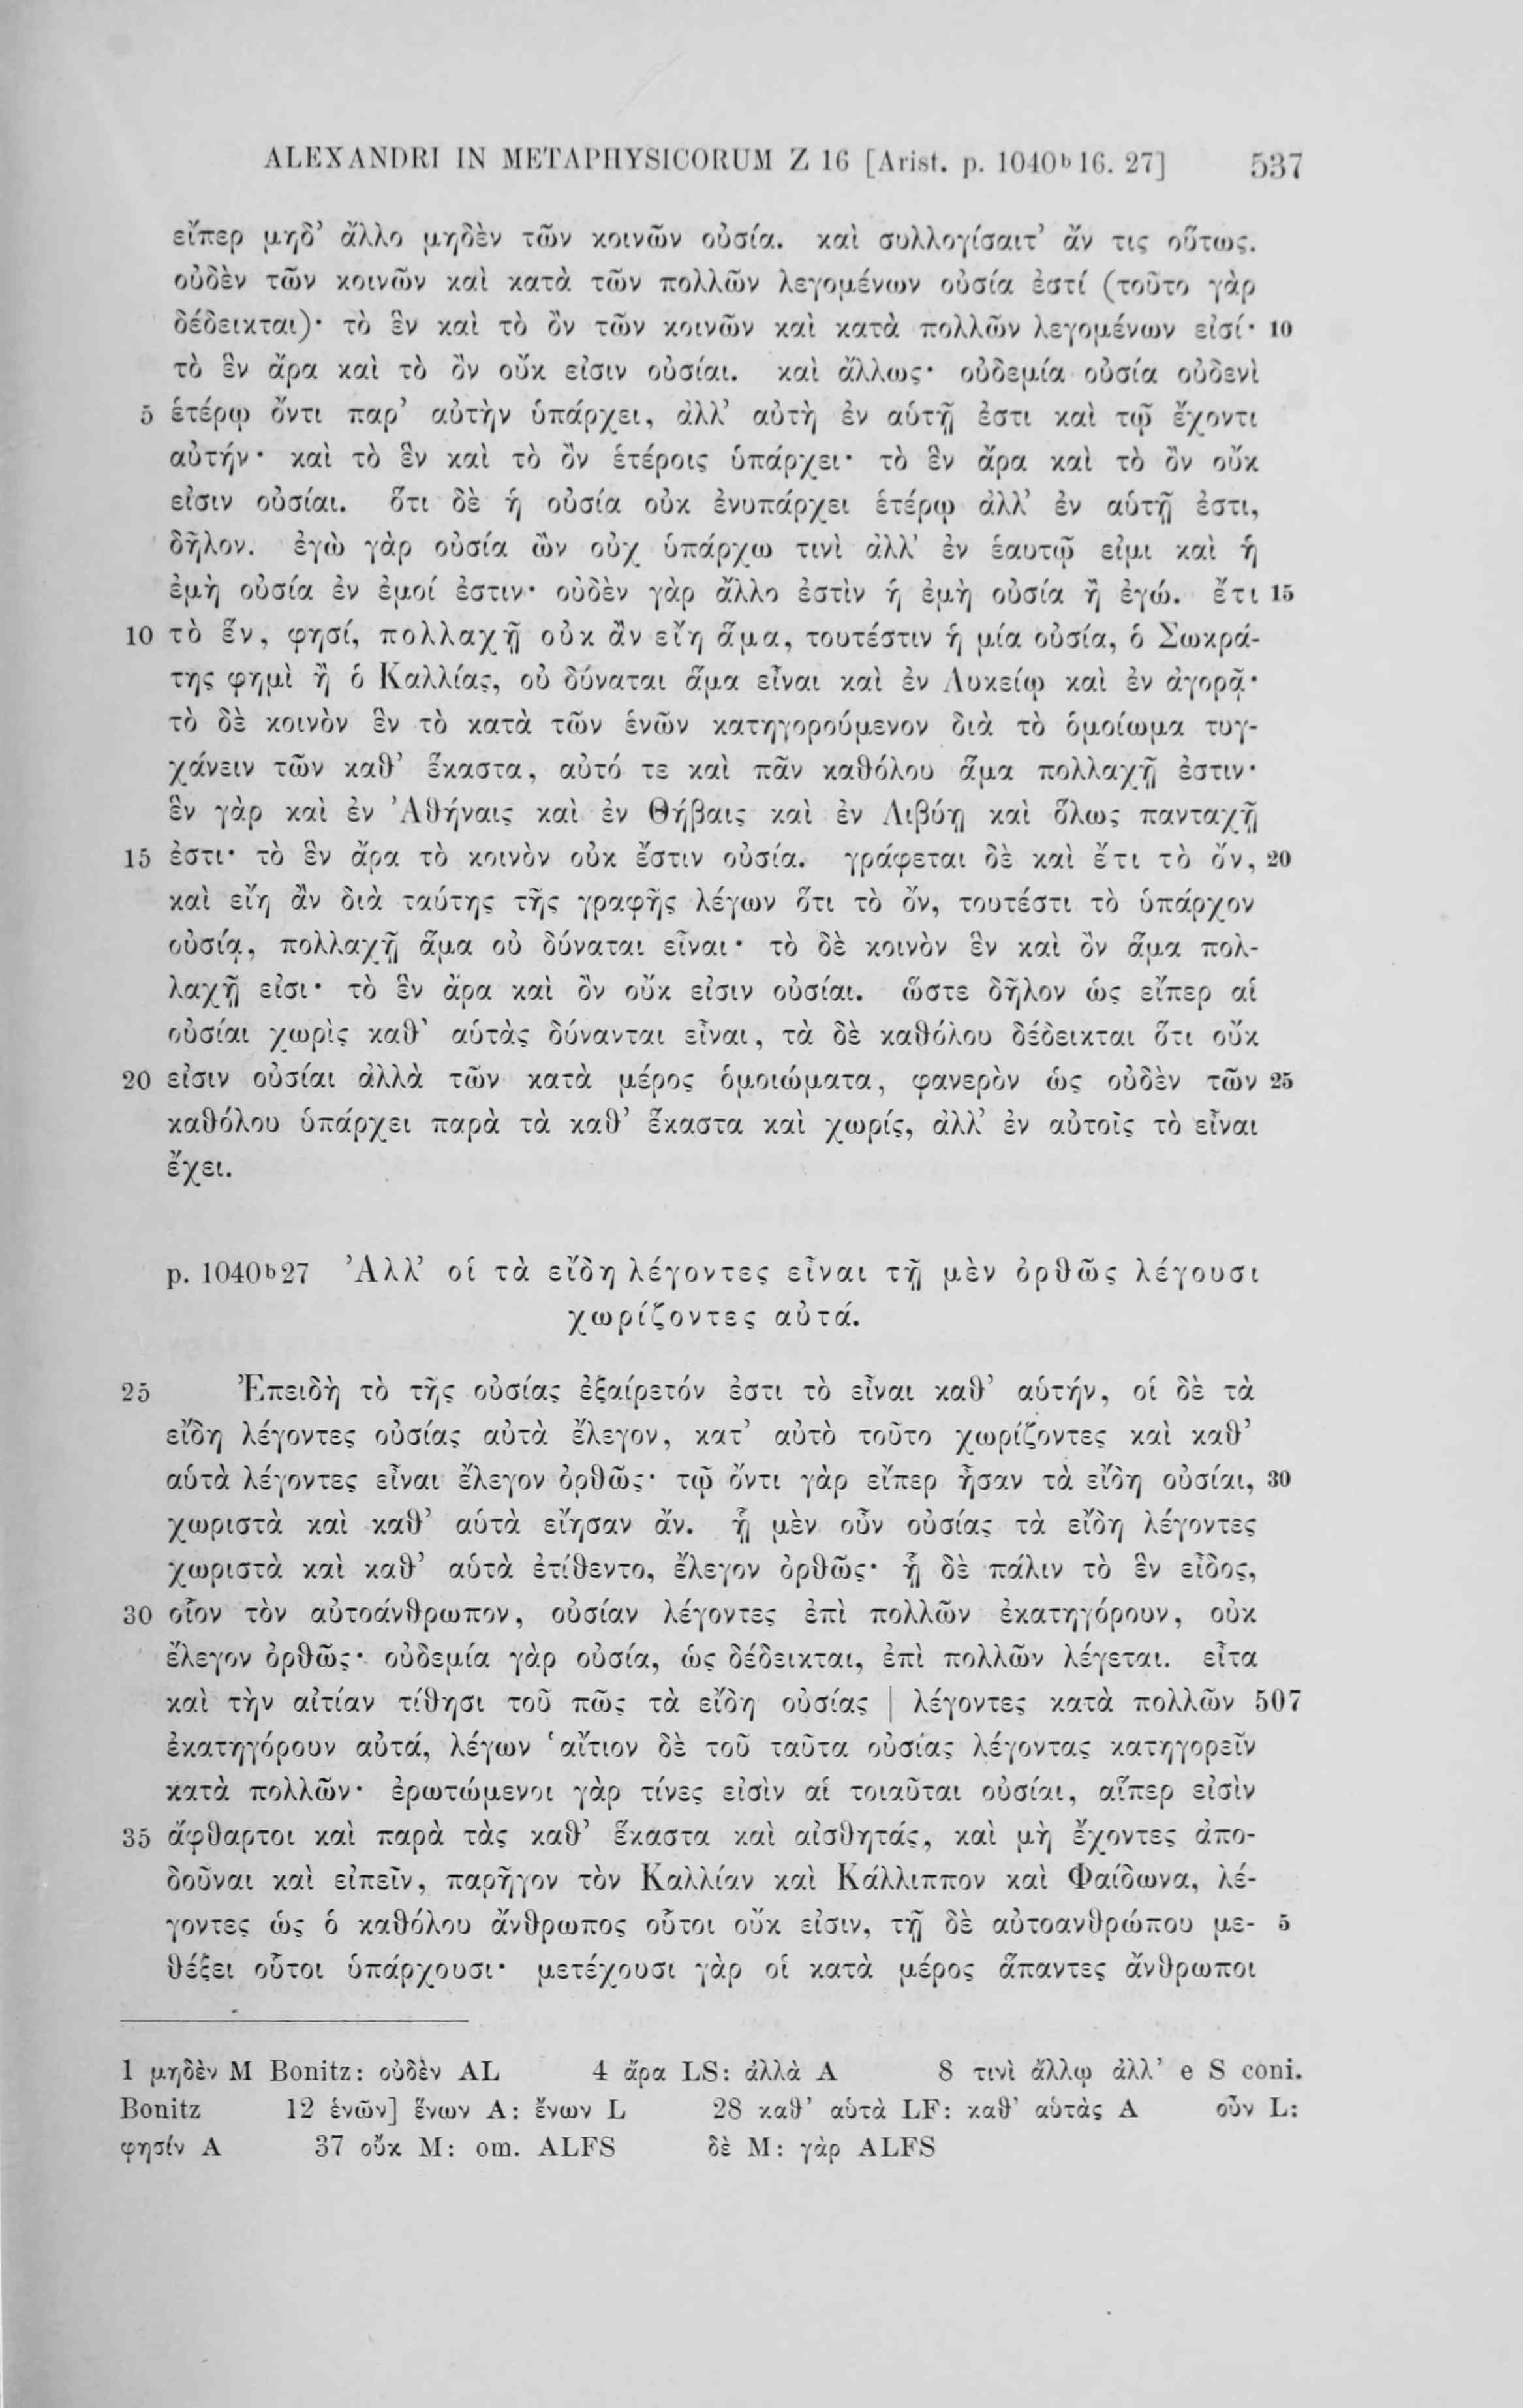 ALEXANDRI IN METAPHYSICORUM Z 16 [Arist. p. 1040ᵇ16. 27] 537
εἴπερ μηδ’ ἄλλο μηδὲν τῶν κοινῶν οὐσία. καὶ συλλογίσαιτ’ ἄν τις οὕτως.
οὐδὲν τῶν κοινῶν καὶ κατὰ τῶν πολλῶν λεγομένων οὐσία ἐστί (τοῦτο γὰρ
δέδεικται)· τὸ ἓν καὶ τὸ ὂν τῶν κοινῶν καὶ κατὰ πολλῶν λεγομένων εἰσί· 10
τὸ ἓν ἄρα καὶ τὸ ὂν οὔκ εἰσιν οὐσίαι. καὶ ἄλλως· οὐδεμία οὐσία οὐδενὶ
5 ἑτέρῳ ὄντι παρ’ αὐτὴν ὑπάρχει, ἀλλ’ αὐτὴ ἐν αὑτῇ ἐστι καὶ τῷ ἔχοντι
αὐτήν· καὶ τὸ ἓν καὶ τὸ ὂν ἑτέροις ὑπάρχει· τὸ ἓν ἄρα καὶ τὸ ὂν οὔκ
εἰσιν οὐσίαι. ὅτι δὲ ἡ οὐσία οὐκ ἐνυπάρχει ἑτέρῳ ἀλλ’ ἐν αὑτῇ ἐστι,
δῆλον. ἐγὼ γὰρ οὐσία ὢν οὐχ ὑπάρχω τινὶ ἀλλ’ ἐν ἑαυτῷ εἰμι καὶ ἡ
ἐμὴ οὐσία ἐν ἐμοί ἐστιν· οὐδὲν γὰρ ἄλλο ἐστὶν ἡ ἐμὴ οὐσία ἢ ἐγώ. ἔτι 15
10 τὸ ἕν, φησί, πολλαχῇ οὐκ ἂν εἴη ἅμα, τουτέστιν ἡ μία οὐσία, ὁ Σωκρά-
της φημὶ ἢ ὁ Καλλίας, οὐ δύναται ἅμα εἶναι καὶ ἐν Λυκείῳ καὶ ἐν ἀγορᾷ·
τὸ δὲ κοινὸν ἓν τὸ κατὰ τῶν ἑνῶν κατηγορούμενον διὰ τὸ ὁμοίωμα τυγ-
χάνειν τῶν καθ’ ἕκαστα, αὐτό τε καὶ πᾶν καθόλου ἅμα πολλαχῇ ἐστιν·
ἓν γὰρ καὶ ἐν Ἀθήναις καὶ ἐν Θήβαις καὶ ἐν Λιβύῃ καὶ ὅλως πανταχῇ
15 ἐστι· τὸ ἓν ἄρα τὸ κοινὸν οὐκ ἔστιν οὐσία. γράφεται δὲ καὶ ἔτι τὸ ὄν, 20
καὶ εἴη ἂν διὰ ταύτης τῆς γραφῆς λέγων ὅτι τὸ ὄν, τουτέστι τὸ ὑπάρχον
οὐσίᾳ, πολλαχῇ ἅμα οὐ δύναται εἶναι· τὸ δὲ κοινὸν ἓν καὶ ὂν ἅμα πολ-
λαχῇ εἰσι· τὸ ἓν ἄρα καὶ ὂν οὔκ εἰσιν οὐσίαι. ὥστε δῆλον ὡς εἴπερ αἱ
οὐσίαι χωρὶς καθ’ αὑτὰς δύνανται εἶναι, τὰ δὲ καθόλου δέδεικται ὅτι οὔκ
20 εἰσιν οὐσίαι ἀλλὰ τῶν κατὰ μέρος ὁμοιώματα, φανερὸν ὡς οὐδὲν τῶν 25
καθόλου ὑπάρχει παρὰ τὰ καθ’ ἕκαστα καὶ χωρίς, ἀλλ’ ἐν αὐτοῖς τὸ εἶναι
ἔχει.
p. 1040ᵇ27 Ἀλλ’ οἱ τὰ εἴδη λέγοντες εἶναι τῇ μὲν ὀρθῶς λέγουσι
χωρίζοντες αὐτά.
25 Ἐπειδὴ τὸ τῆς οὐσίας ἐξαίρετόν ἐστι τὸ εἶναι καθ’ αὑτήν, οἱ δὲ τὰ
εἴδη λέγοντες οὐσίας αὐτὰ ἔλεγον, κατ’ αὐτὸ τοῦτο χωρίζοντες καὶ καθ’
αὑτὰ λέγοντες εἶναι ἔλεγον ὀρθῶς· τῷ ὄντι γὰρ εἴπερ ἦσαν τὰ εἴδη οὐσίαι, 30
χωριστὰ καὶ καθ’ αὑτὰ εἴησαν ἄν. ᾗ μὲν οὖν οὐσίας τὰ εἴδη λέγοντες
χωριστὰ καὶ καθ’ αὑτὰ ἐτίθεντο, ἔλεγον ὀρθῶς· ᾗ δὲ πάλιν τὸ ἓν εἶδος,
30 οἷον τὸν αὐτοάνθρωπον, οὐσίαν λέγοντες ἐπὶ πολλῶν ἐκατηγόρουν, οὐκ
ἔλεγον ὀρθῶς· οὐδεμία γὰρ οὐσία, ὡς δέδεικται, ἐπὶ πολλῶν λέγεται. εἶτα
καὶ τὴν αἰτίαν τίθησι τοῦ πῶς τὰ εἴδη οὐσίας | λέγοντες κατὰ πολλῶν 507
ἐκατηγόρουν αὐτά, λέγων ‘αἴτιον δὲ τοῦ ταῦτα οὐσίας λέγοντας κατηγορεῖν
κατὰ πολλῶν· ἐρωτώμενοι γὰρ τίνες εἰσὶν αἱ τοιαῦται οὐσίαι, αἵπερ εἰσὶν
35 ἄφθαρτοι καὶ παρὰ τὰς καθ’ ἕκαστα καὶ αἰσθητάς, καὶ μὴ ἔχοντες ἀπο-
δοῦναι καὶ εἰπεῖν, παρῆγον τὸν Καλλίαν καὶ Κάλλιππον καὶ Φαίδωνα, λέ-
γοντες ὡς ὁ καθόλου ἄνθρωπος οὗτοι οὔκ εἰσιν, τῇ δὲ αὐτοανθρώπου με- 5
θέξει οὗτοι ὑπάρχουσι· μετέχουσι γὰρ οἱ κατὰ μέρος ἅπαντες ἄνθρωποι
1 μηδὲν M Bonitz: οὐδὲν AL 4 ἄρα LS: ἀλλὰ A 8 τινὶ ἄλλῳ ἀλλ’ e S coni.
Bonitz 12 ἑνῶν] ἕνων A: ἔνων L 28 καθ’ αὑτὰ LF: καθ’ αὑτὰς A οὖν L:
φησίν A 37 οὔκ M: om. ALFS δὲ M: γὰρ ALFS